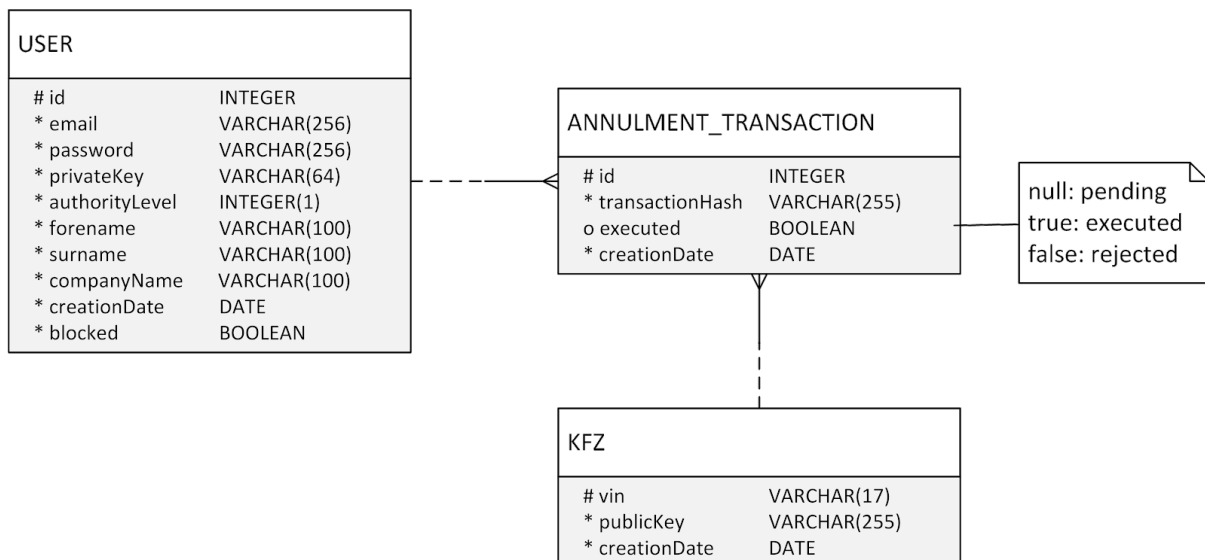 USER
# id INTEGER
* email VARCHAR(256)
* password VARCHAR(256)
* privateKey VARCHAR(64)
* authorityLevel INTEGER(1)
* forename VARCHAR(100)
* surname VARCHAR(100)
* companyName VARCHAR(100)
* creationDate DATE
* blocked BOOLEAN
ANNULMENT_TRANSACTION
# id INTEGER
* transactionHash VARCHAR(255)
o executed BOOLEAN
* creationDate DATE
null: pending
true: executed
false: rejected
KFZ
# vin VARCHAR(17)
* publicKey VARCHAR(255)
* creationDate DATE